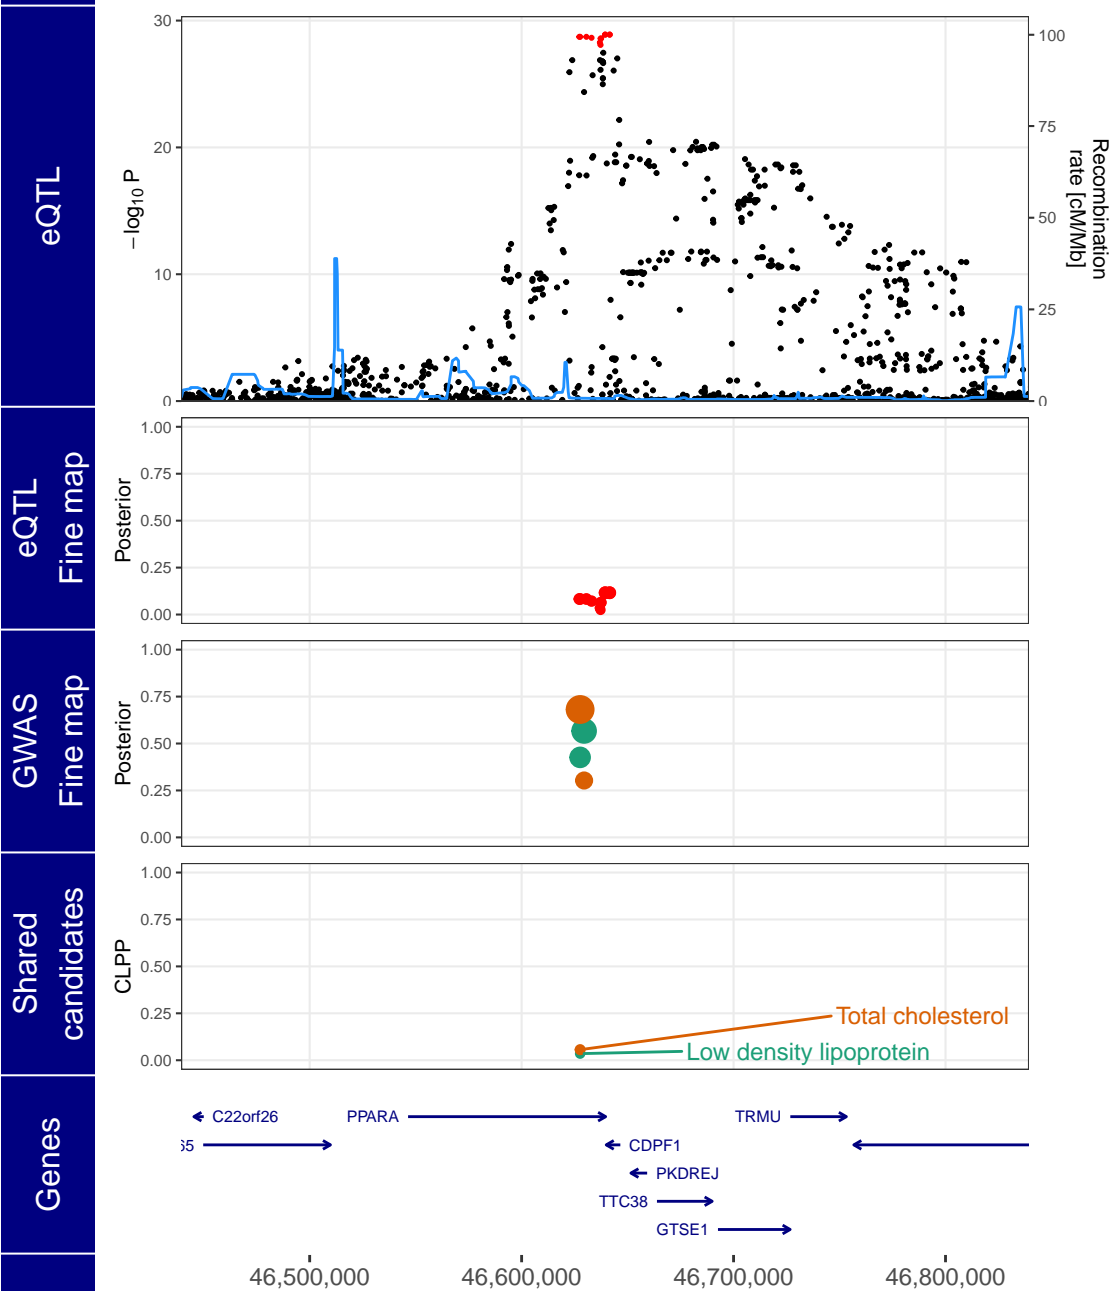 eQTL
– log10 P
30
20
10
0
100
75
50
25
0
Recombination
rate [cM/Mb]
eQTL
Fine map
Posterior
1.00
0.75
0.50
0.25
0.00
GWAS
Fine map
Posterior
1.00
0.75
0.50
0.25
0.00
Shared
candidates
CLPP
1.00
0.75
0.50
0.25
0.00
Total cholesterol
Low density lipoprotein
Genes
C22orf26
PPARA
TRMU
35
CDPF1
PKDREJ
TTC38
GTSE1
46,500,000
46,600,000
46,700,000
46,800,000